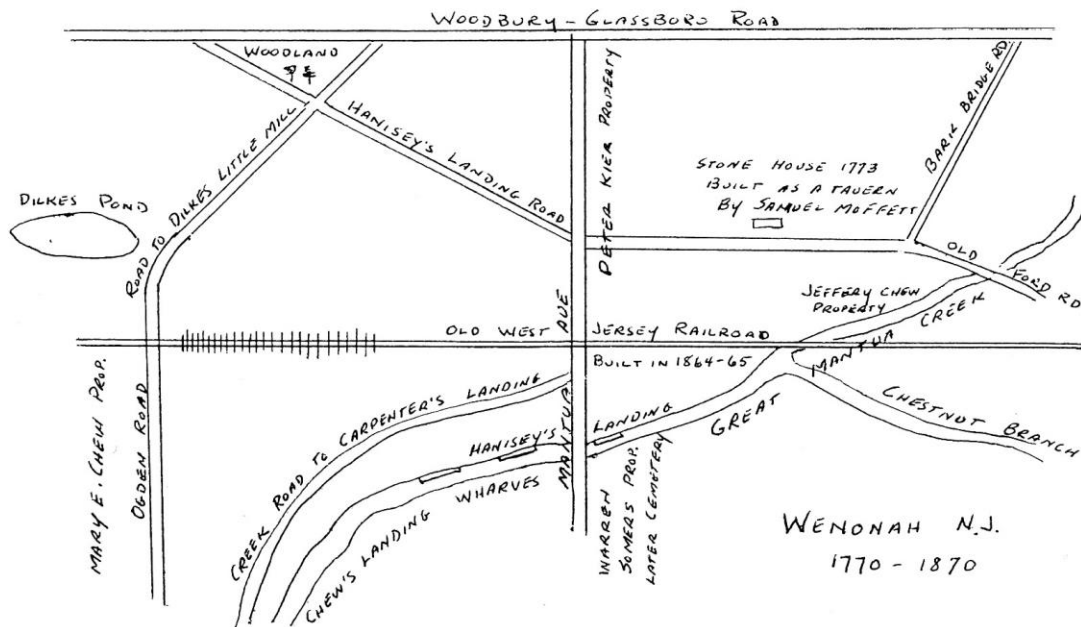 WOODBURY - GLASSBORO ROAD
WOODLAND
HANISEY'S LANDING ROAD
ROAD TO DILKES LITTLE MILL
DILKES POND
PETER KIER PROPERTY
BARK BRIDGE RD
STONE HOUSE 1773
BUILT AS A TAVERN
BY SAMUEL MOFFETT
OLD FORD RD
JEFFERY CHEW
PROPERTY
OLD WEST JERSEY RAILROAD
BUILT IN 1864-65
MANTUA AVE
GREAT MANTUA CREEK
CHESTNUT BRANCH
MARY E. CHEW PROP.
OGDEN ROAD
CREEK ROAD TO CARPENTER'S LANDING
HANISEY'S LANDING
CHEW'S LANDING WHARVES
WARREN
SOMERS PROP.
LATER CEMETERY
WENONAH N.J.
1770 - 1870